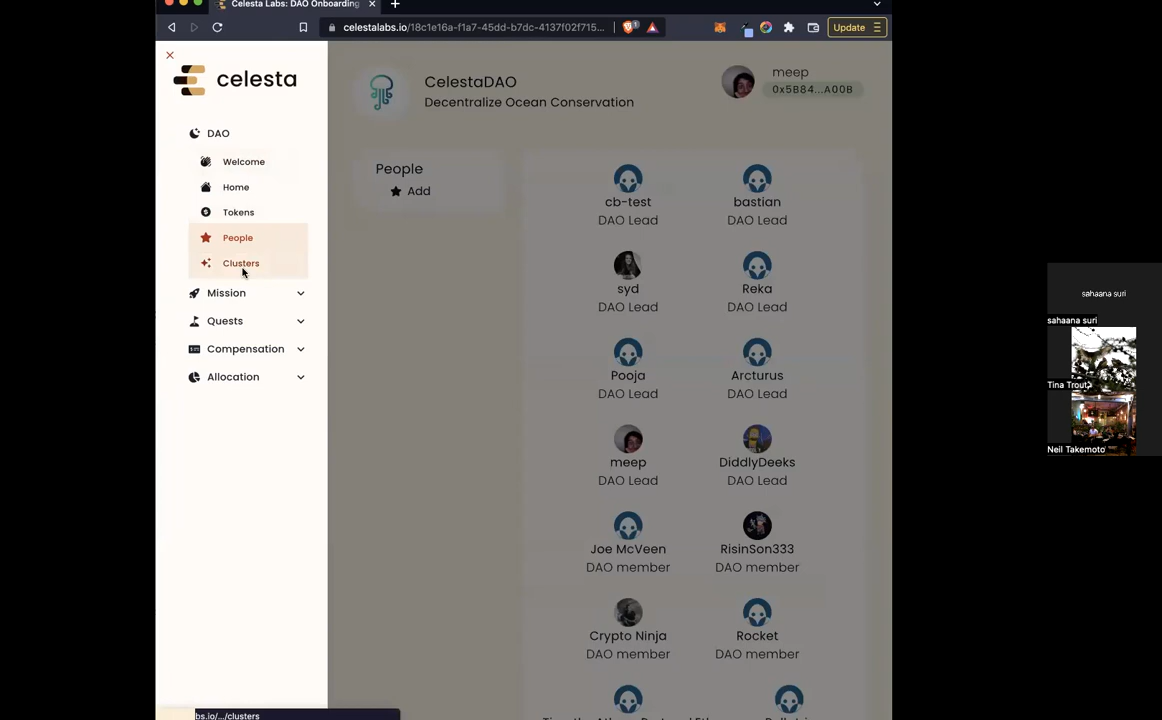 Celesta Labs: DAO Onboarding
celestalabs.io/18c1e16a-f1a7-45dd-b7dc-4137f02f715...
1
Update
celesta
DAO
Welcome
Home
Tokens
People
Clusters
Mission
Quests
Compensation
Allocation
bs.io/.../clusters
CelestaDAO
Decentralize Ocean Conservation
meep
0x5B84...A00B
People
Add
cb-test
DAO Lead
bastian
DAO Lead
syd
DAO Lead
Reka
DAO Lead
Pooja
DAO Lead
Arcturus
DAO Lead
meep
DAO Lead
DiddlyDeeks
DAO Lead
Joe McVeen
DAO member
RisinSon333
DAO member
Crypto Ninja
DAO member
Rocket
DAO member
sahaana suri
sahaana suri
Tina Trout
Neil Takemoto